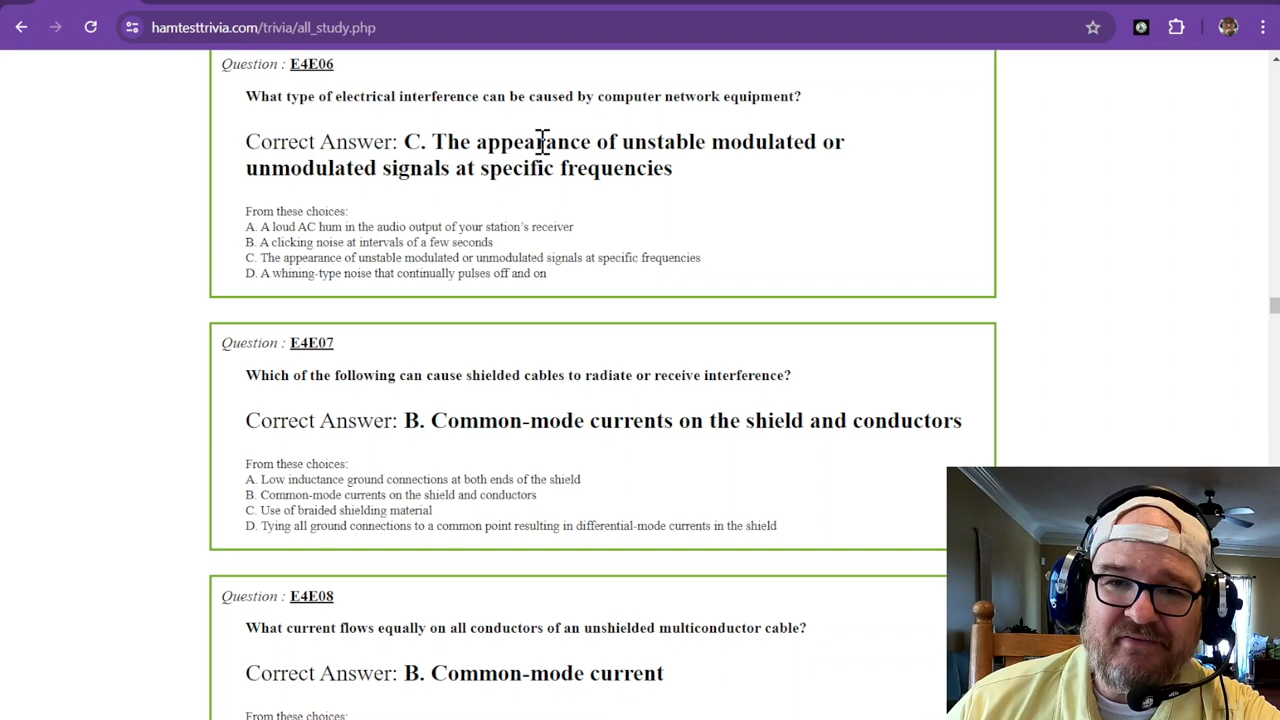 hamtesttrivia.com/trivia/all_study.php
Question : E4E06
What type of electrical interference can be caused by computer network equipment?
Correct Answer: C. The appearance of unstable modulated or
unmodulated signals at specific frequencies
From these choices:
A. A loud AC hum in the audio output of your station's receiver
B. A clicking noise at intervals of a few seconds
C. The appearance of unstable modulated or unmodulated signals at specific frequencies
D. A whining-type noise that continually pulses off and on
Question : E4E07
Which of the following can cause shielded cables to radiate or receive interference?
Correct Answer: B. Common-mode currents on the shield and conductors
From these choices:
A. Low inductance ground connections at both ends of the shield
B. Common-mode currents on the shield and conductors
C. Use of braided shielding material
D. Tying all ground connections to a common point resulting in differential-mode currents in the shield
Question : E4E08
What current flows equally on all conductors of an unshielded multiconductor cable?
Correct Answer: B. Common-mode current
From these choices: